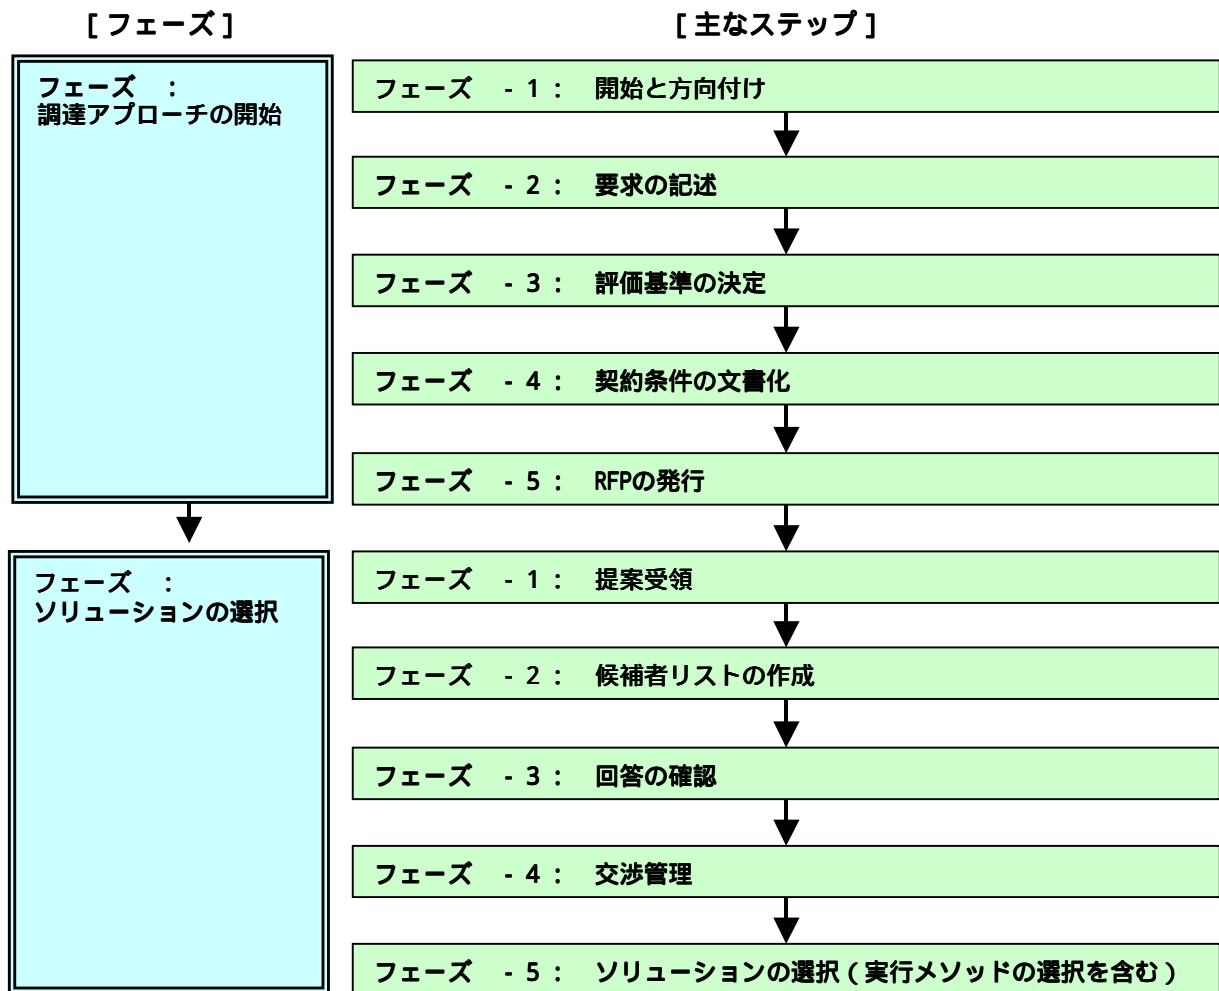 [ フェーズ ]
[ 主なステップ ]
フェーズ　:
調達アプローチの開始
フェーズ　- 1 :　開始と方向付け
フェーズ　- 2 :　要求の記述
フェーズ　- 3 :　評価基準の決定
フェーズ　- 4 :　契約条件の文書化
フェーズ　- 5 :　RFPの発行
フェーズ　:
ソリューションの選択
フェーズ　- 1 :　提案受領
フェーズ　- 2 :　候補者リストの作成
フェーズ　- 3 :　回答の確認
フェーズ　- 4 :　交渉管理
フェーズ　- 5 :　ソリューションの選択 ( 実行メソッドの選択を含む )